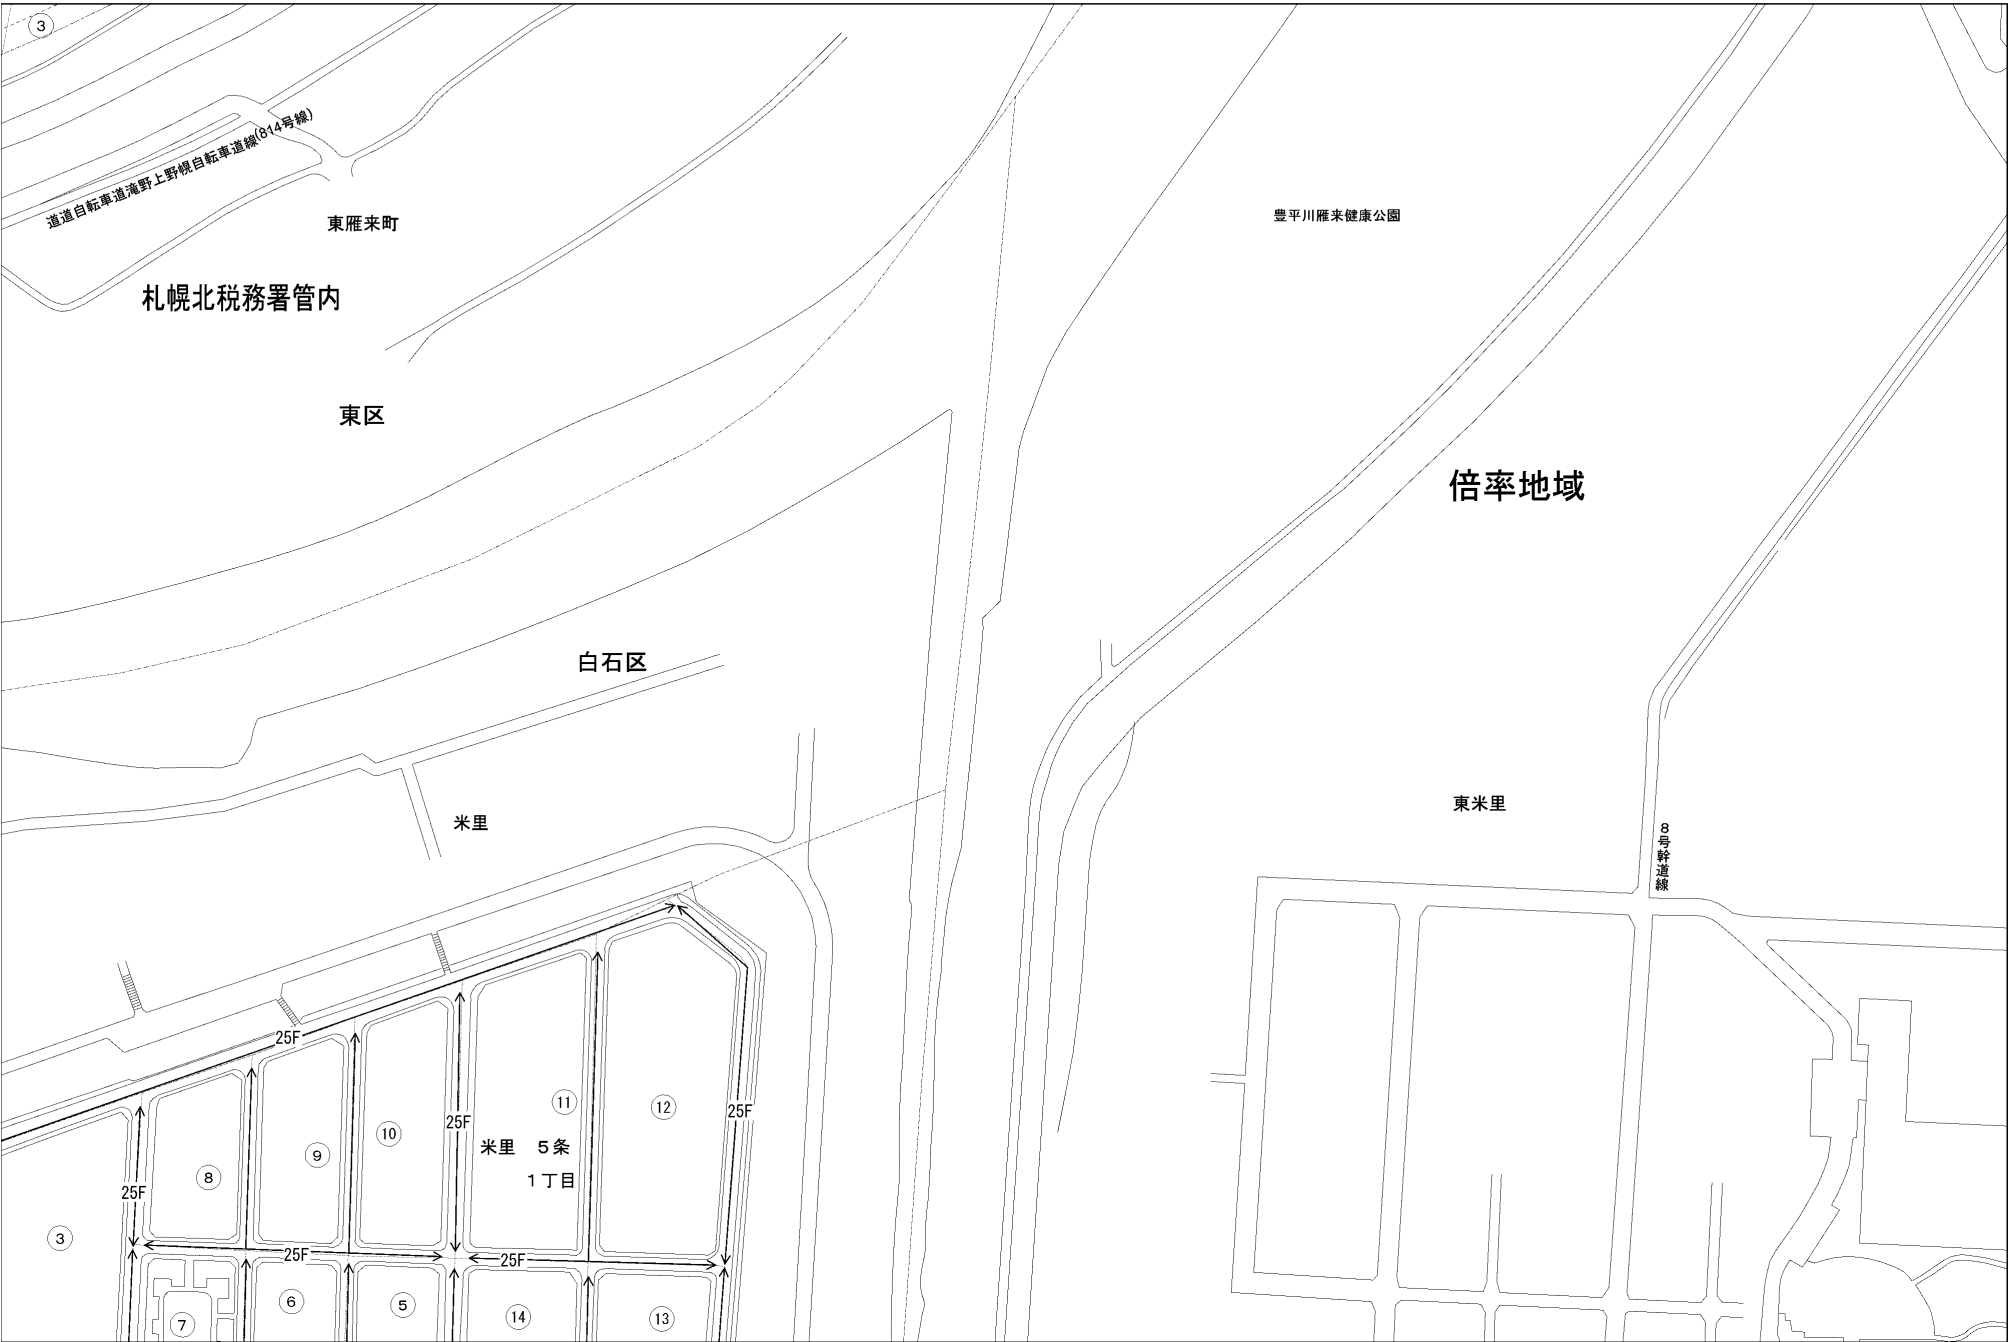 ③
道道自転車道滝野上野幌自転車道線(814号線)
東雁来町
豊平川雁来健康公園
札幌北税務署管内
東区
倍率地域
白石区
米里
東米里
8号幹道線
25F
⑪
⑫
25F
25F
⑩
米里 5条
1丁目
⑨
⑧
25F
③
25F
25F
⑥
⑤
⑭
⑬
⑦